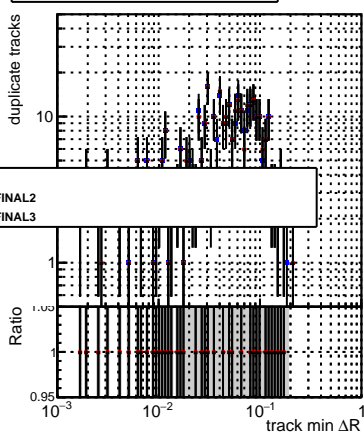 duplicate tracks
10
FINAL2
FINAL3
1
Ratio
1.05
1
0.95
10⁻³ 10⁻² 10⁻¹ 1
track min ΔR